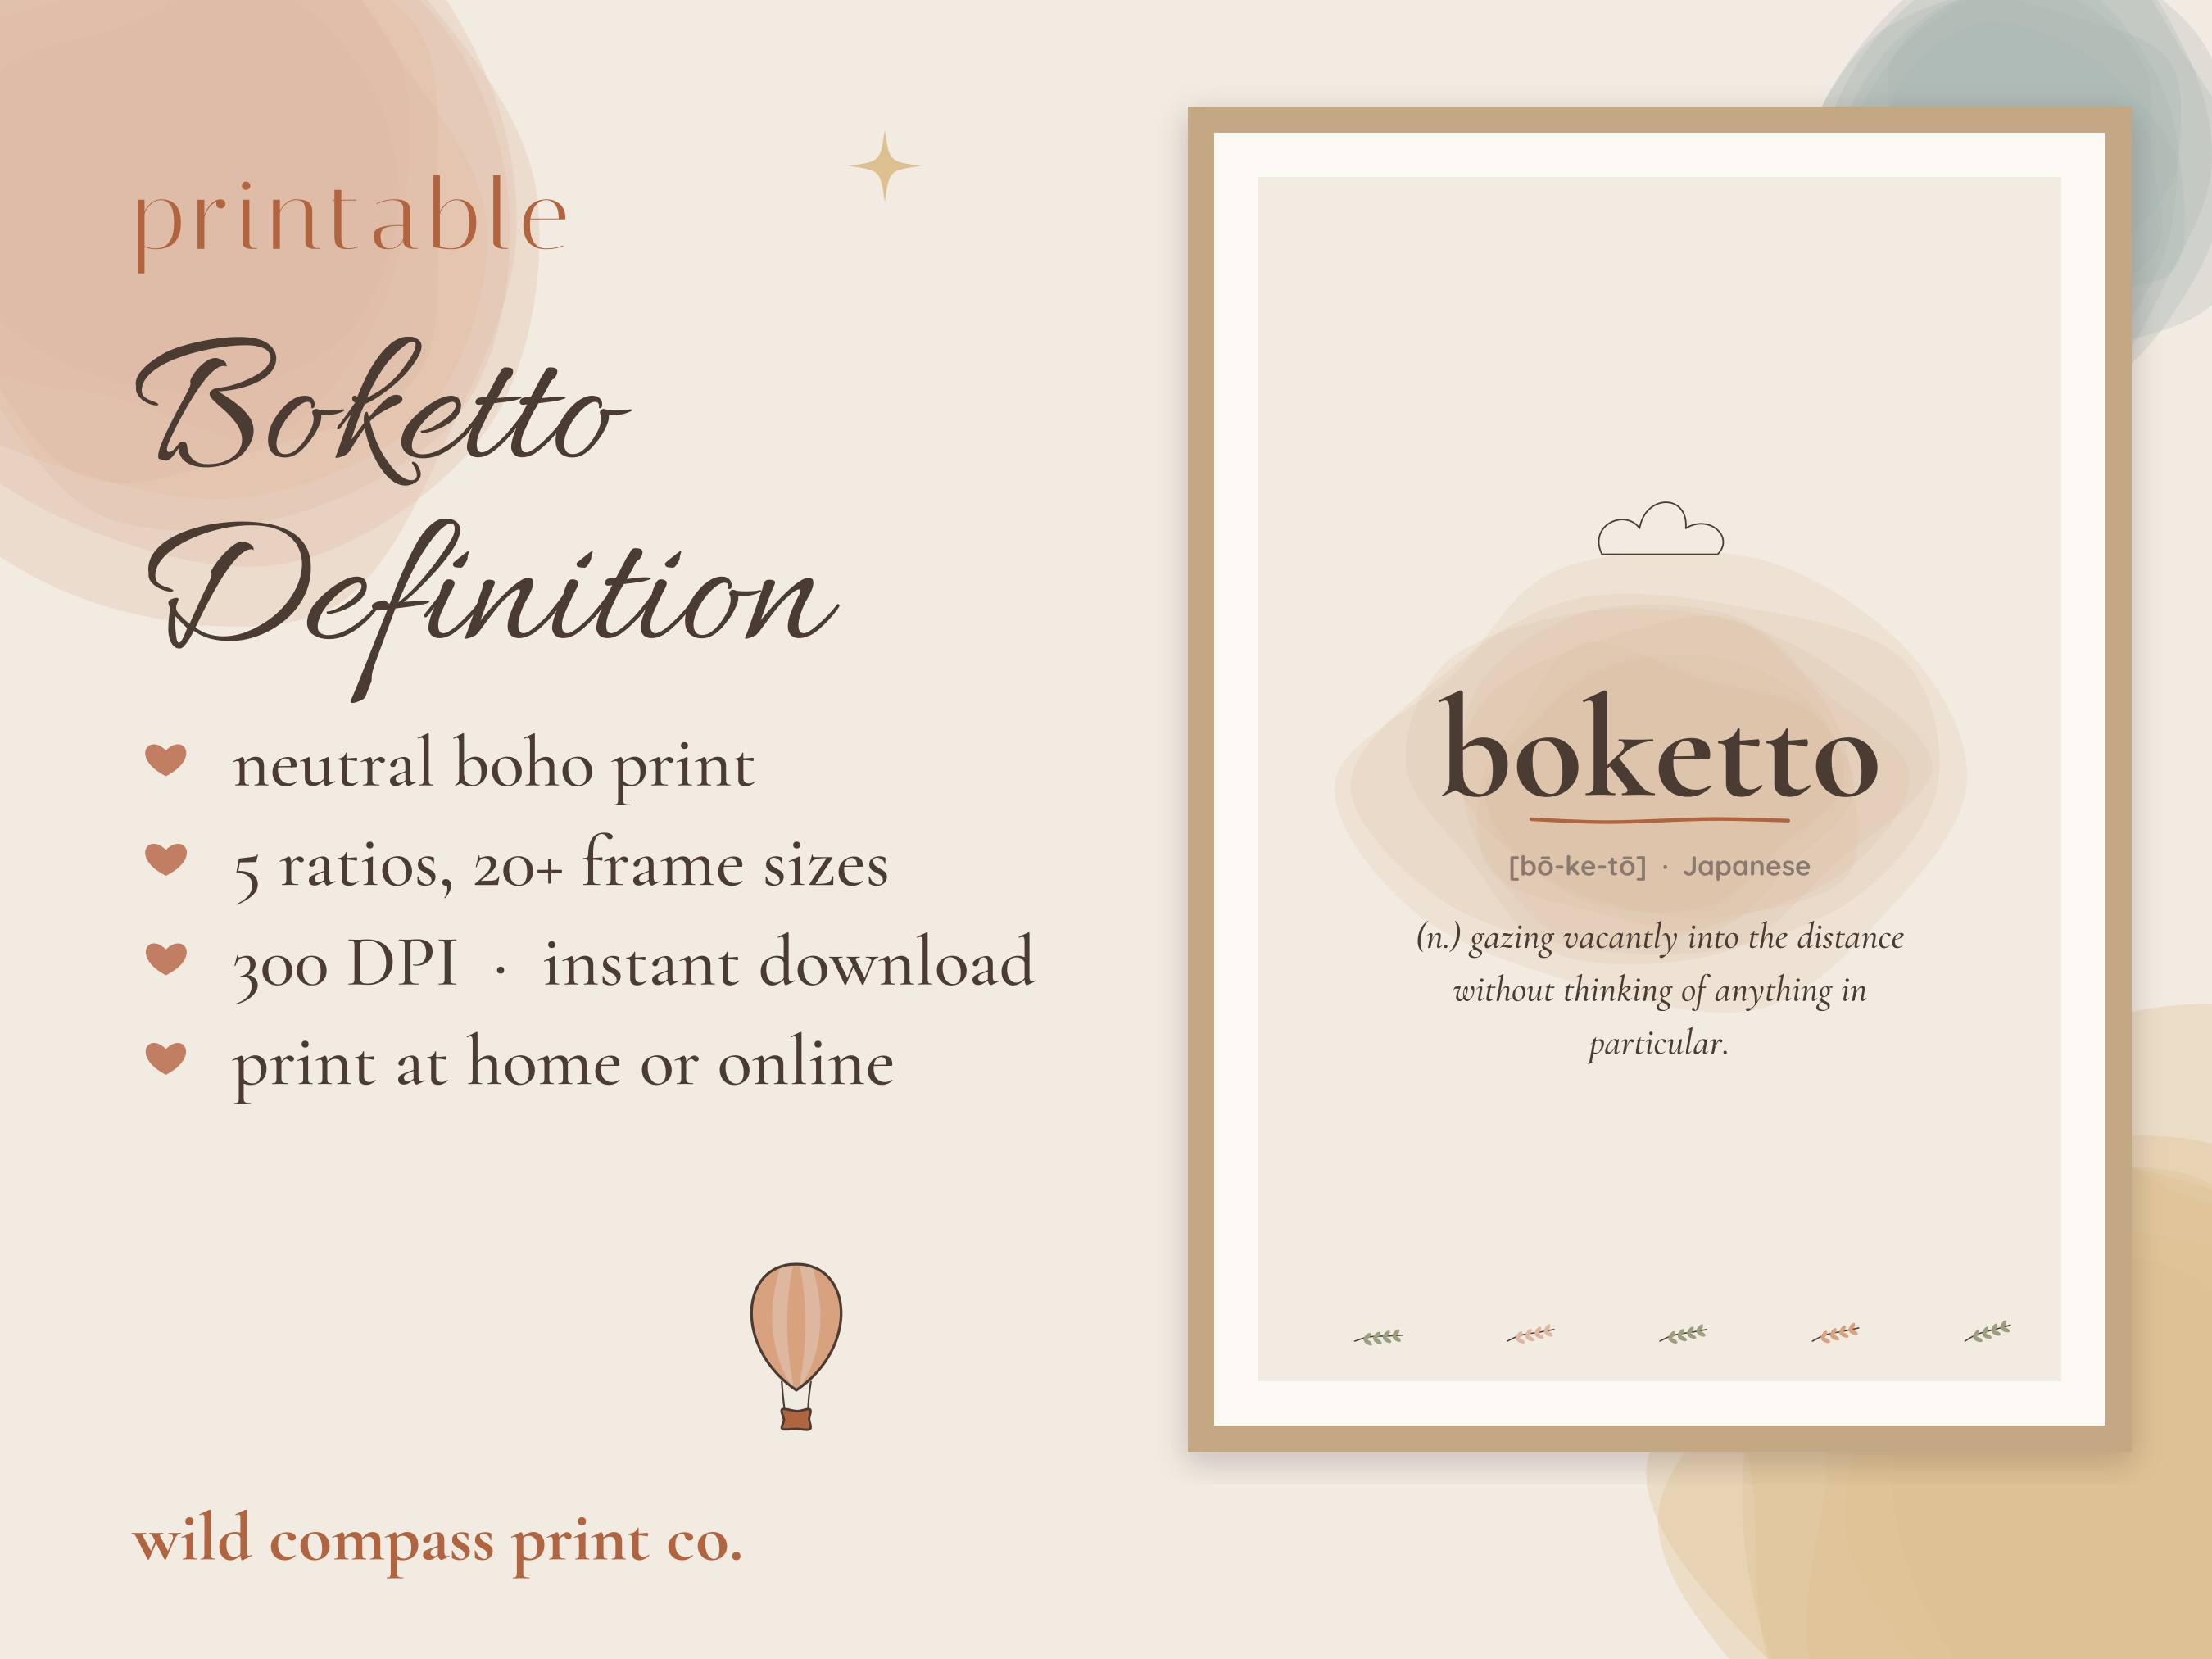 printable
Boketto
Definition
neutral boho print
5 ratios, 20+ frame sizes
300 DPI · instant download
print at home or online
wild compass print co.
boketto
[bō-ke-tō] · Japanese
(n.) gazing vacantly into the distance
without thinking of anything in
particular.